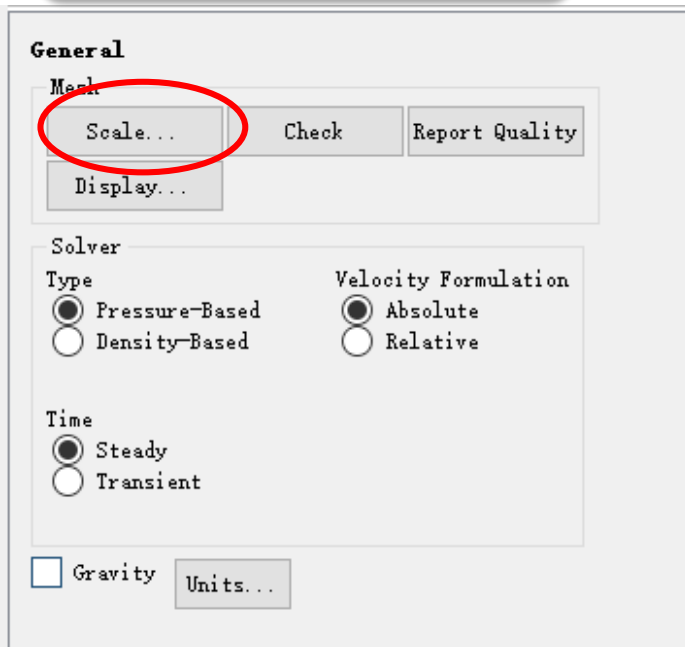 General
Mesh
Scale... Check Report Quality
Display...
Solver
Type Velocity Formulation
Pressure-Based Absolute
Density-Based Relative
Time
Steady
Transient
Gravity Units...